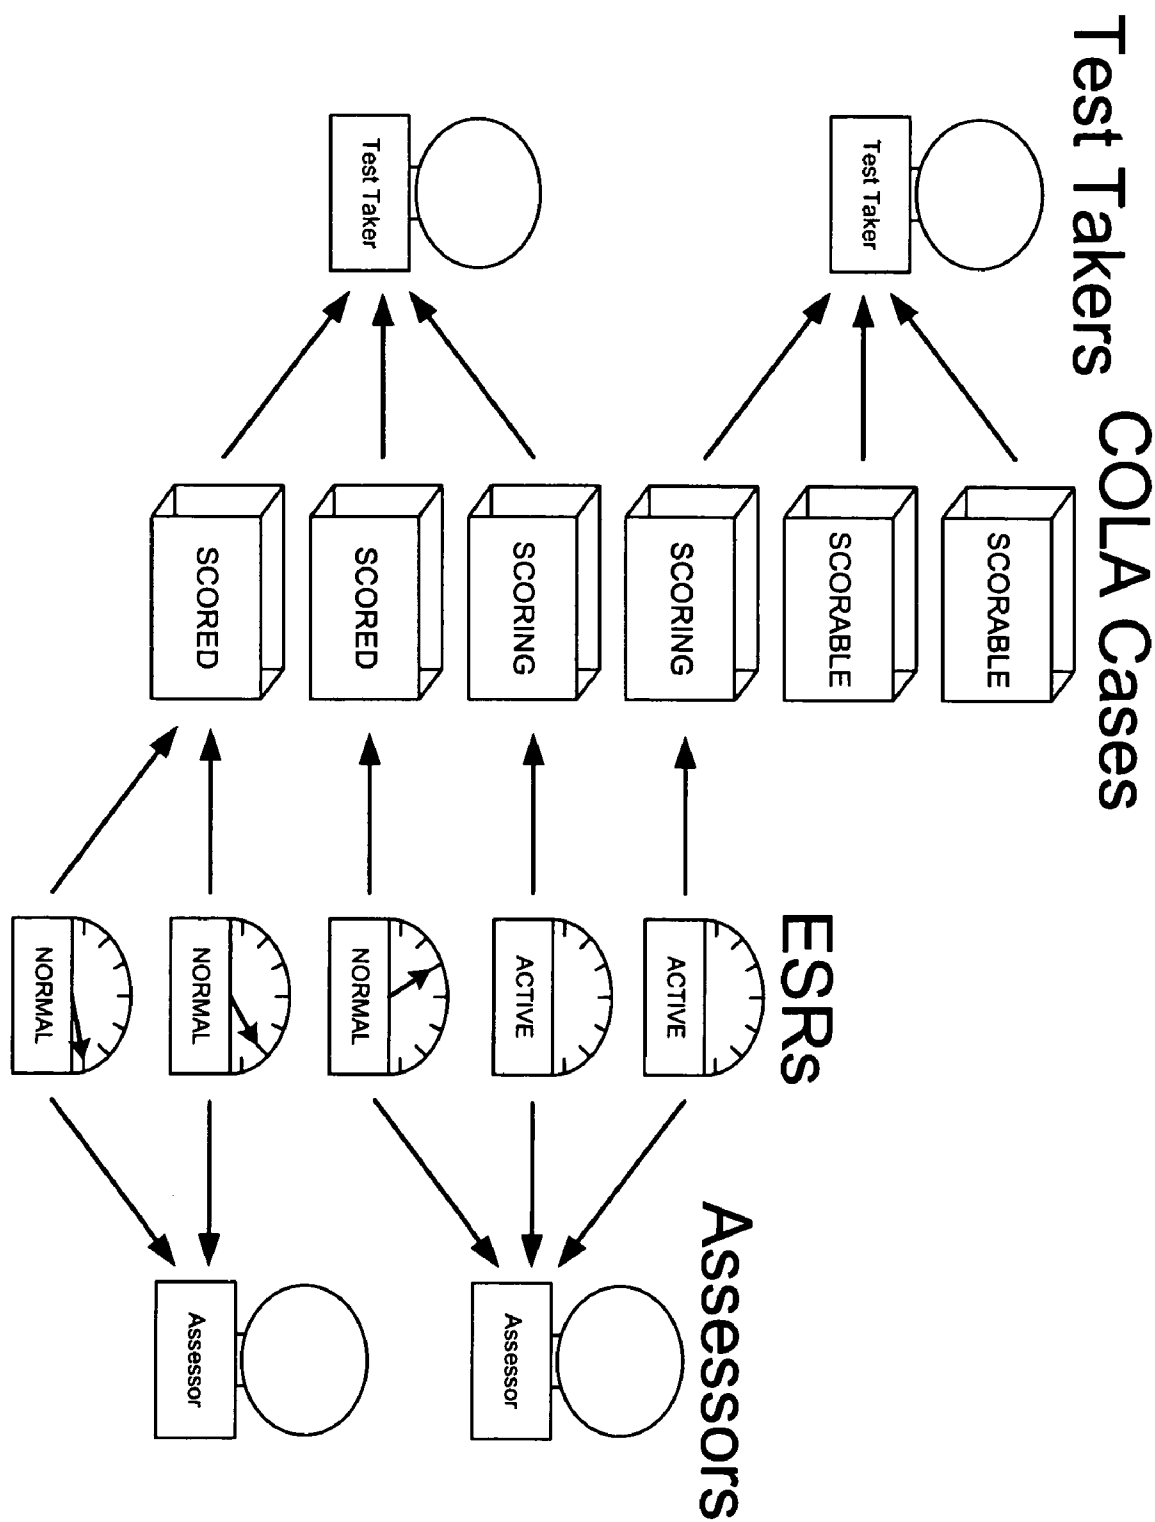 Test Takers
COLA Cases
ESRs
Assessors
Test Taker
Test Taker
SCORABLE
SCORABLE
SCORING
SCORING
SCORED
SCORED
ACTIVE
ACTIVE
NORMAL
NORMAL
NORMAL
Assessor
Assessor